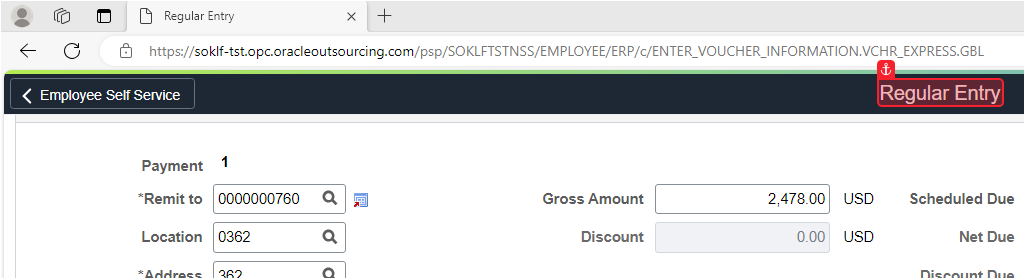 Regular Entry
https://soklf-tst.opc.oracleoutsourcing.com/psp/SOKLFTSTNSS/EMPLOYEE/ERP/c/ENTER_VOUCHER_INFORMATION.VCHR_EXPRESS.GBL
Employee Self Service Regular Entry
Payment 1
*Remit to 0000000760 Gross Amount 2,478.00 USD Scheduled Due
Location 0362 Discount 0.00 USD Net Due
*Address 362 Discount Due